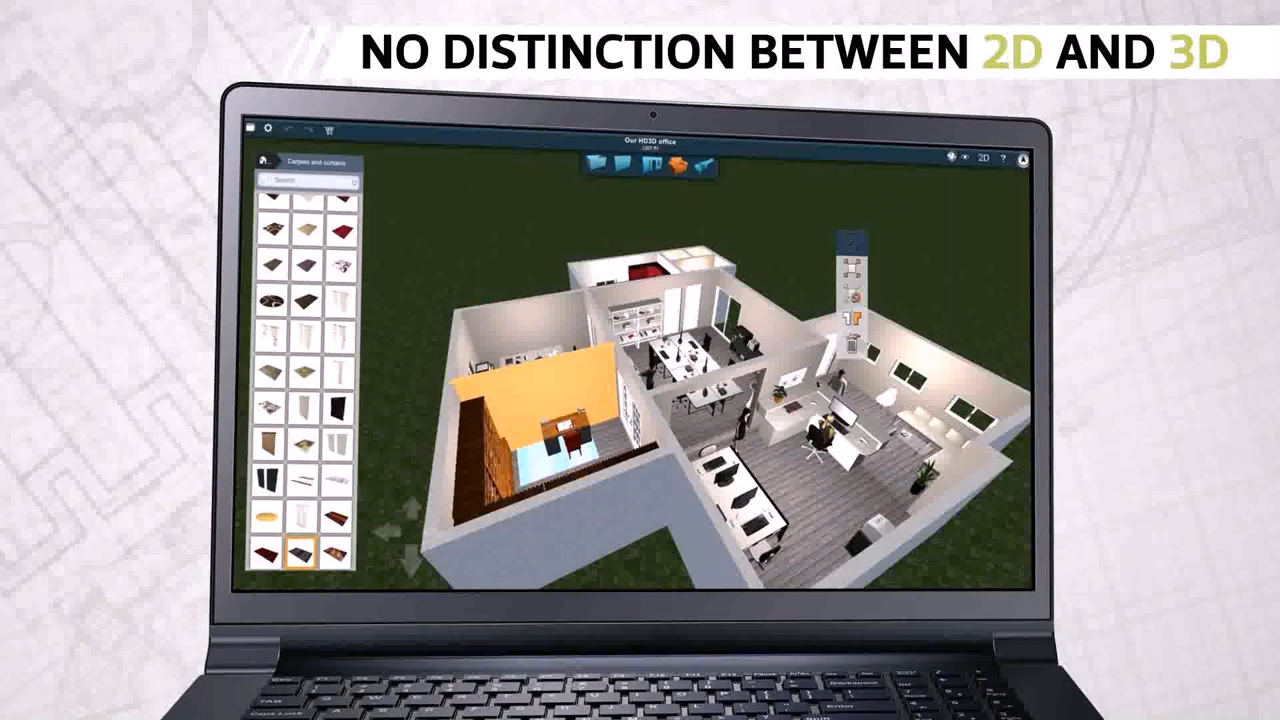 NO DISTINCTION BETWEEN 2D AND 3D
Our HD3D office
2D ?
Carpets and curtains
Search